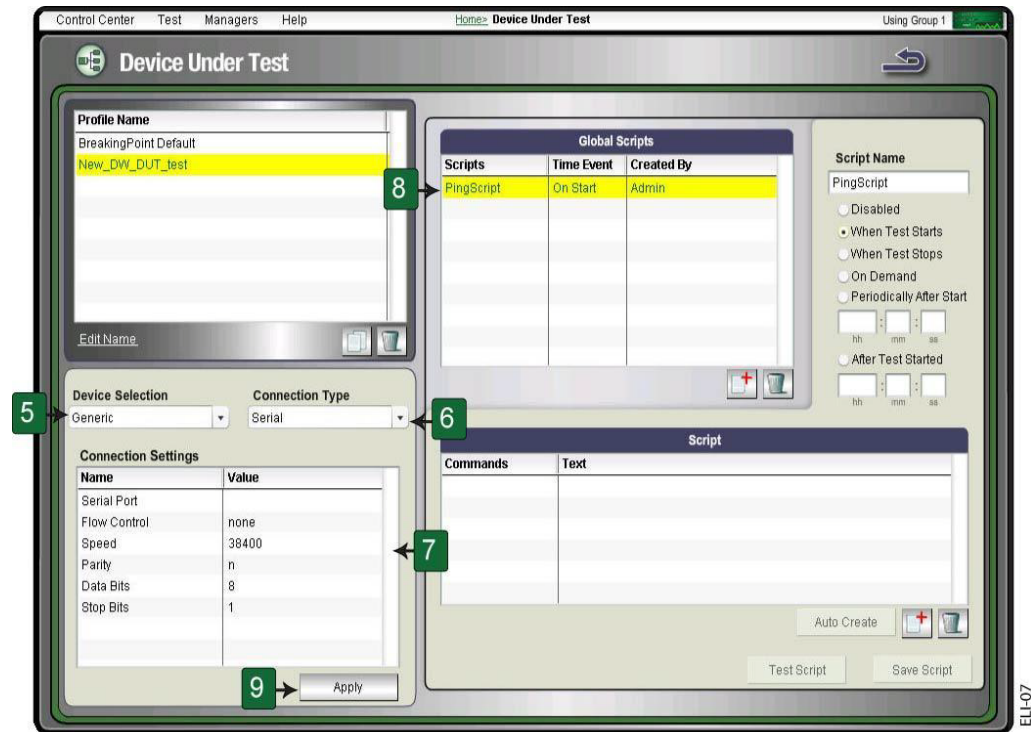 Control Center Test Managers Help Home> Device Under Test Using Group 1
Device Under Test
Profile Name
BreakingPoint Default
New_DW_DUT_test
Edit Name
5
Device Selection
Generic
Connection Type
Serial
6
Connection Settings
Name Value
Serial Port
Flow Control none
Speed 38400
Parity n
Data Bits 8
Stop Bits 1
7
9
Apply
8
Global Scripts
Scripts Time Event Created By
PingScript On Start Admin
Script Name
PingScript
Disabled
When Test Starts
When Test Stops
On Demand
Periodically After Start
: :
hh mm ss
After Test Started
: :
hh mm ss
Script
Commands Text
Auto Create
Test Script Save Script
ELI-07